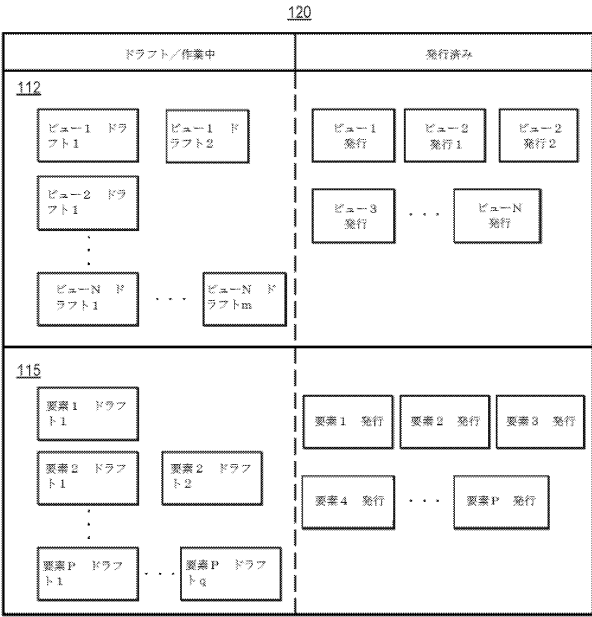 120
ドラフト／作業中
発行済み
112
ビュー1 ドラ
フト1
ビュー1 ド
ラフト2
ビュー2 ドラ
フト1
ビューN ド
ラフト1
. . .
ビューN ド
ラフトm
ビュー1
発行
ビュー2
発行1
ビュー2
発行2
ビュー3
発行
. . .
ビューN
発行
115
要素1 ドラフ
ト1
要素2 ドラフ
ト1
要素2 ドラフ
ト2
要素P ドラフ
ト1
. . .
要素P ドラフ
トq
要素1 発行
要素2 発行
要素3 発行
要素4 発行
. . .
要素P 発行